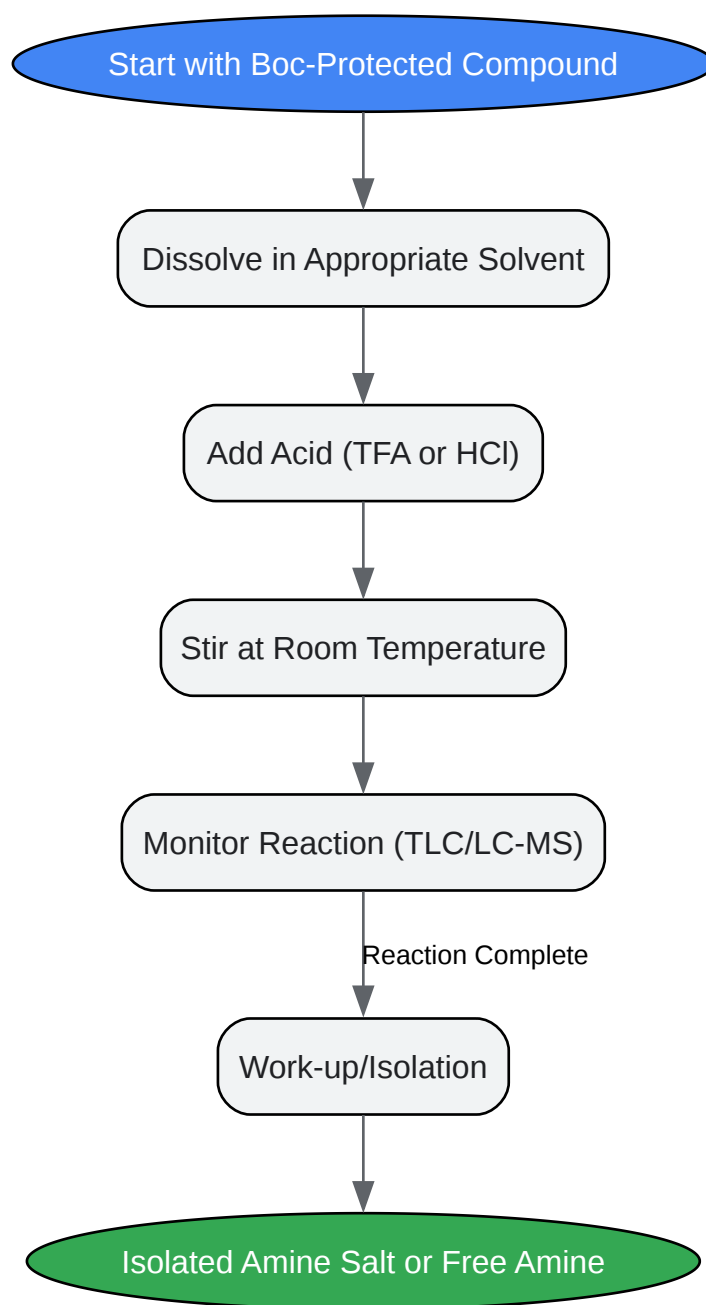 Start with Boc-Protected Compound
Dissolve in Appropriate Solvent
Add Acid (TFA or HCl)
Stir at Room Temperature
Monitor Reaction (TLC/LC-MS)
Reaction Complete
Work-up/Isolation
Isolated Amine Salt or Free Amine